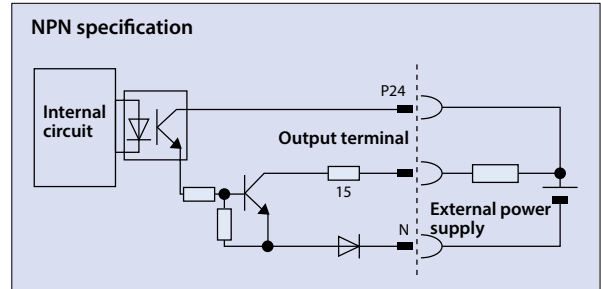 NPN specification
P24
Internal
circuit
Output terminal
15
External power
supply
N